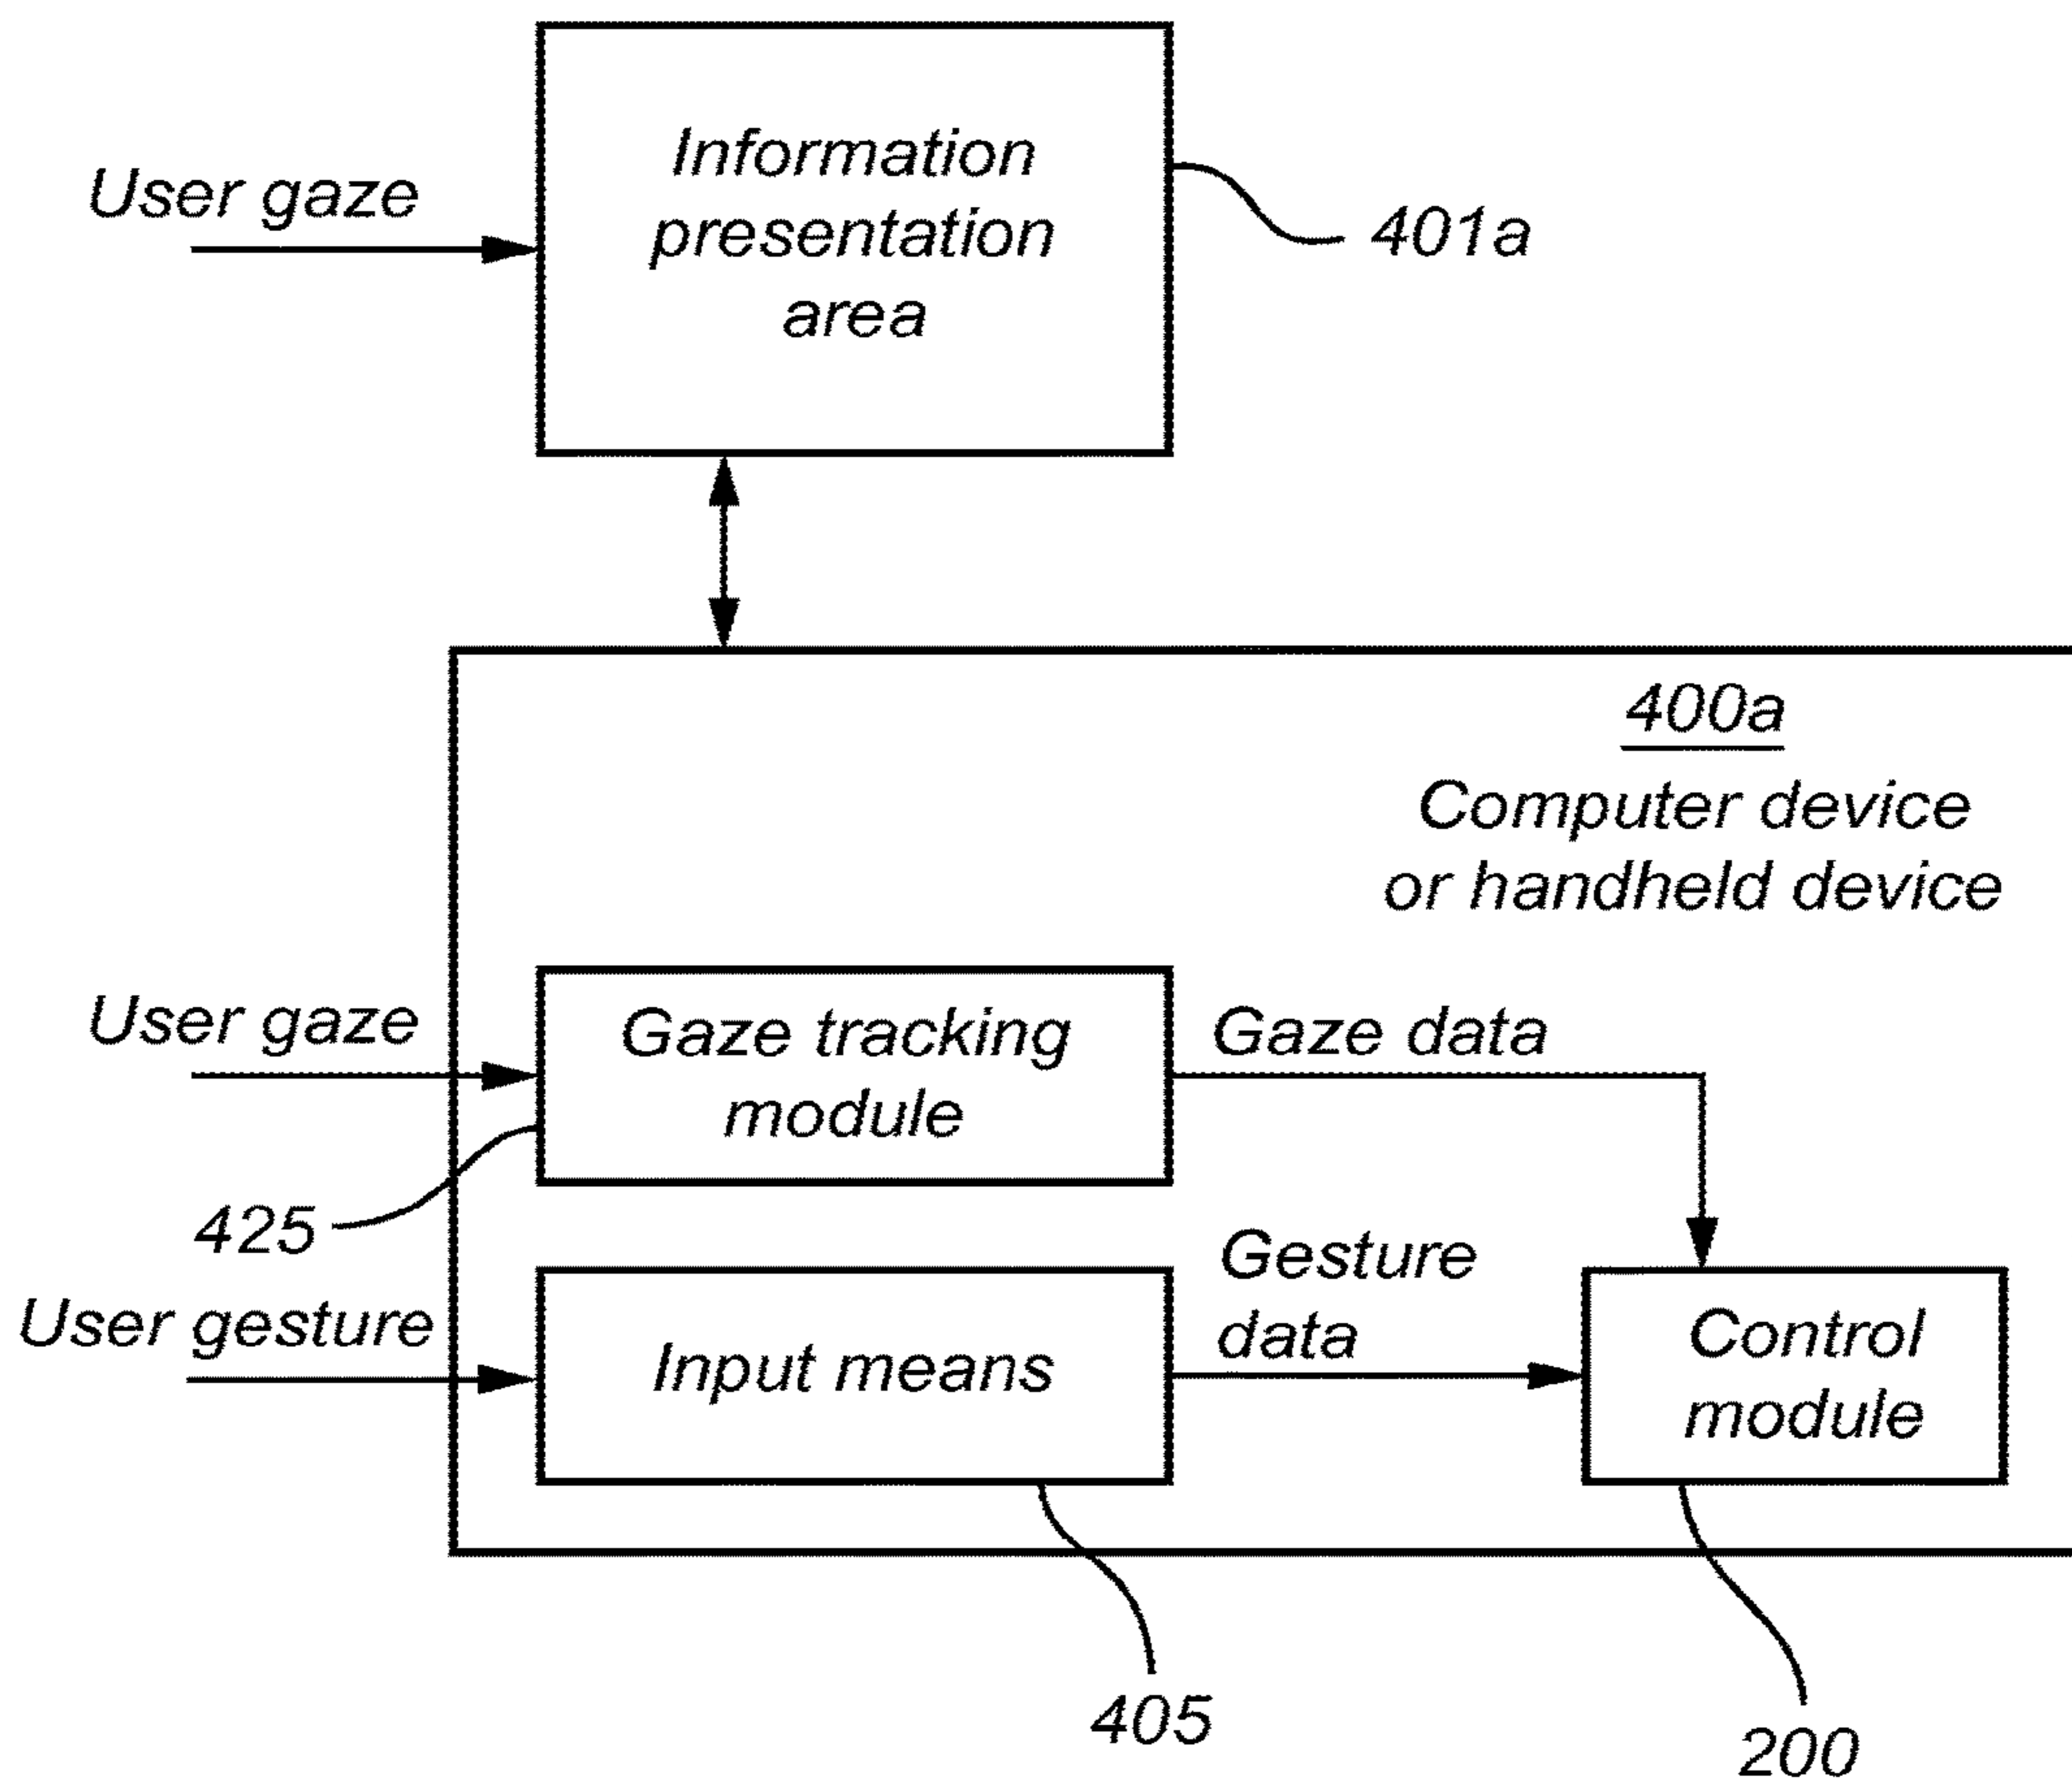 Information
presentation
area
User gaze
401a
400a
Computer device
or handheld device
User gaze
Gaze tracking
module
Gaze data
425
User gesture
Input means
Gesture
data
Control
module
405
200